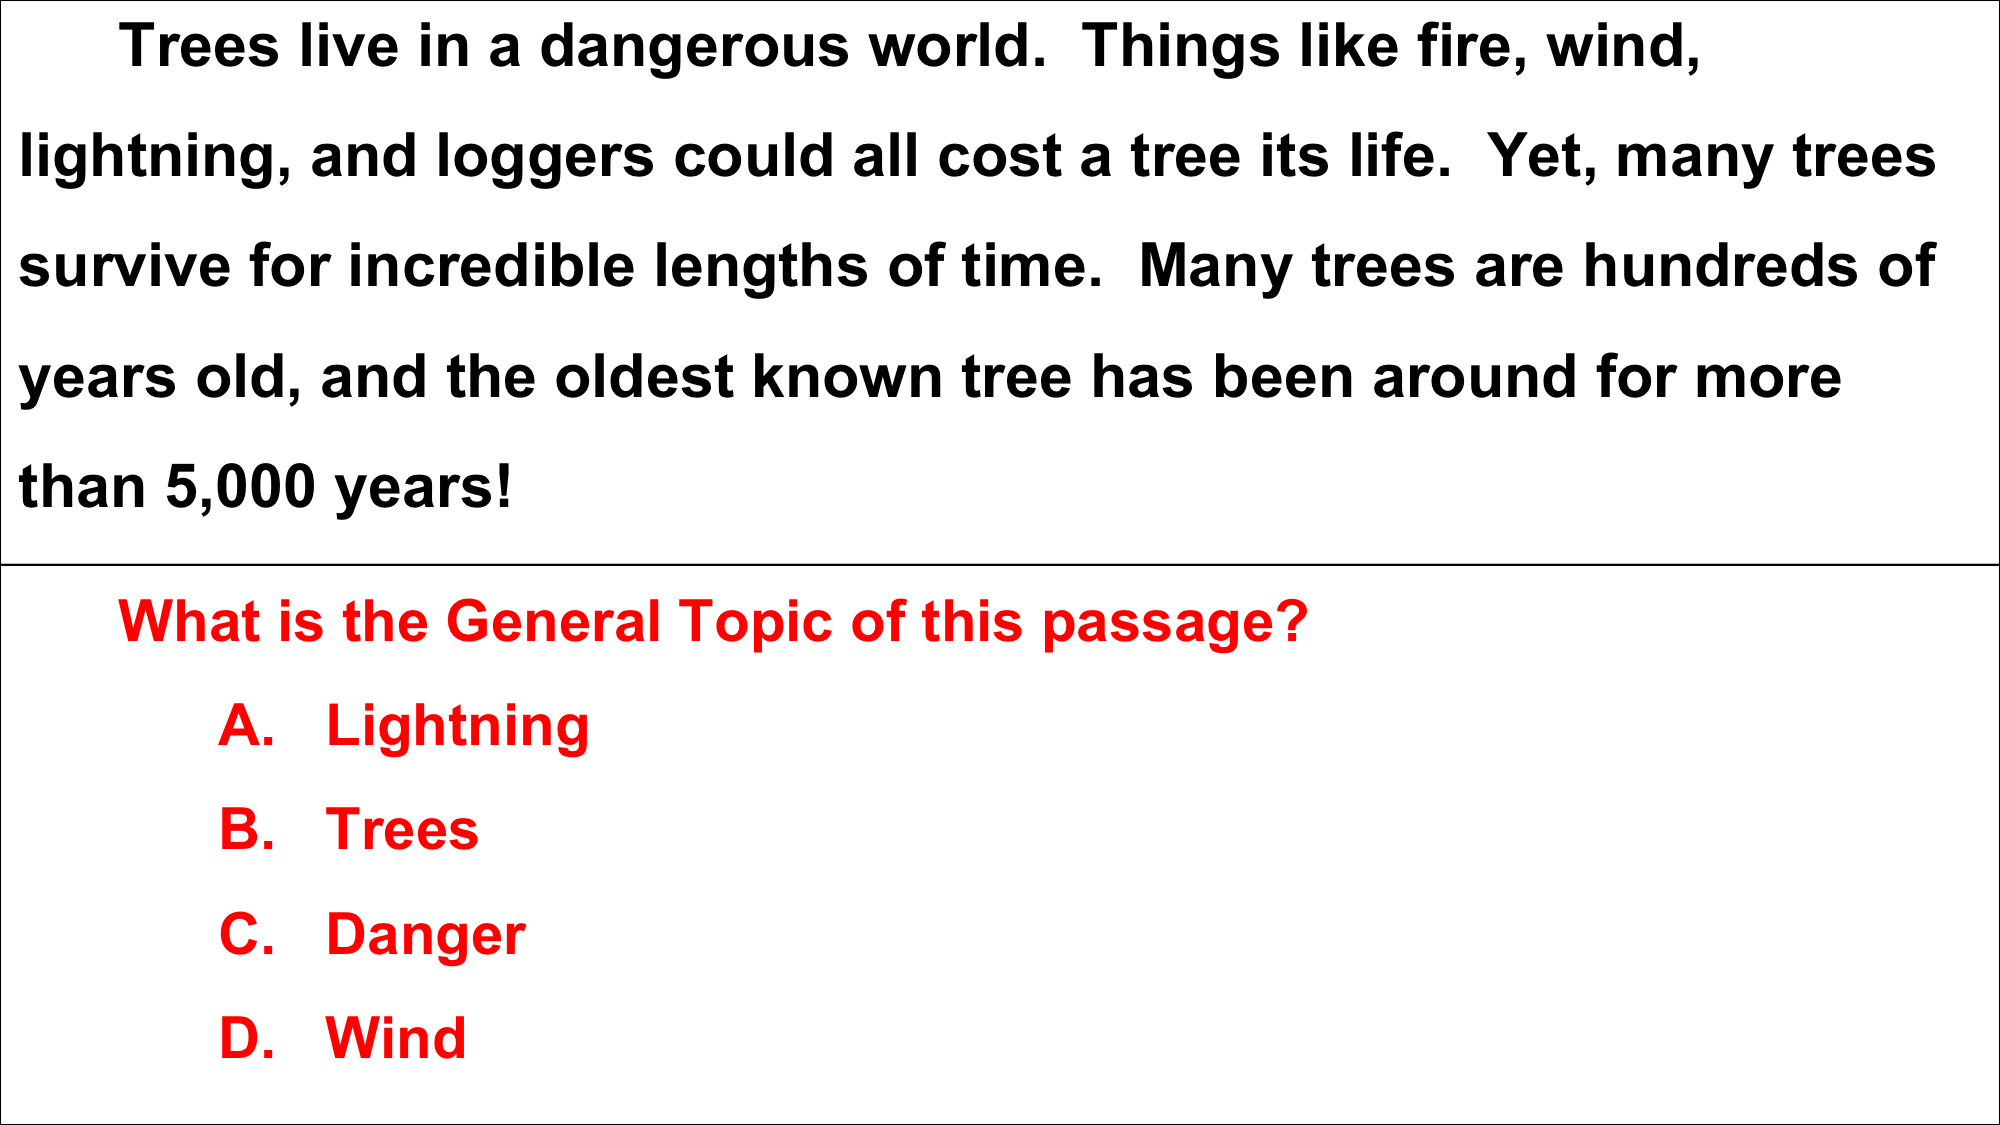 Trees live in a dangerous world.  Things like fire, wind,
lightning, and loggers could all cost a tree its life.  Yet, many trees
survive for incredible lengths of time.  Many trees are hundreds of
years old, and the oldest known tree has been around for more
than 5,000 years!
What is the General Topic of this passage?
A.   Lightning
B.   Trees
C.   Danger
D.   Wind